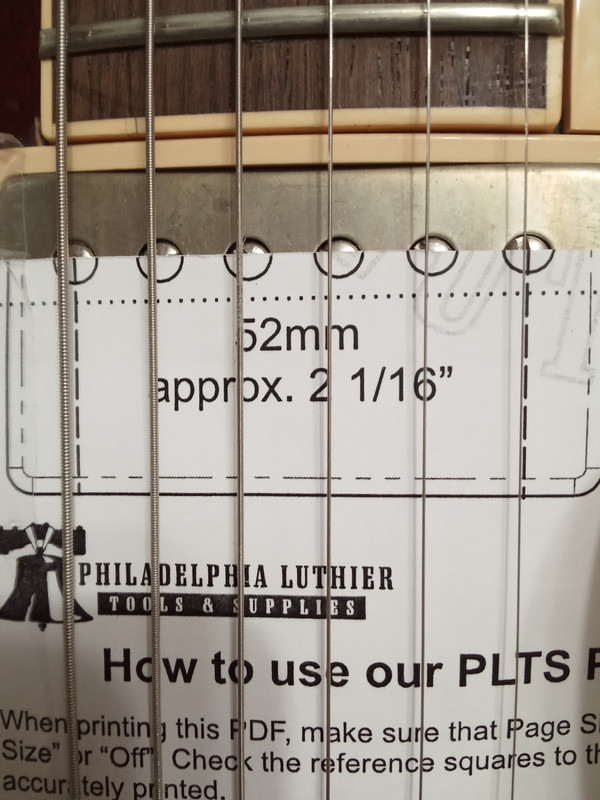 52mm
approx. 2 1/16”
PHILADELPHIA LUTHIER
TOOLS & SUPPLIES
How to use our PLTS
When printing this PDF, make sure that Page
Size” or “Off”. Check the reference squares to
accurately printed.